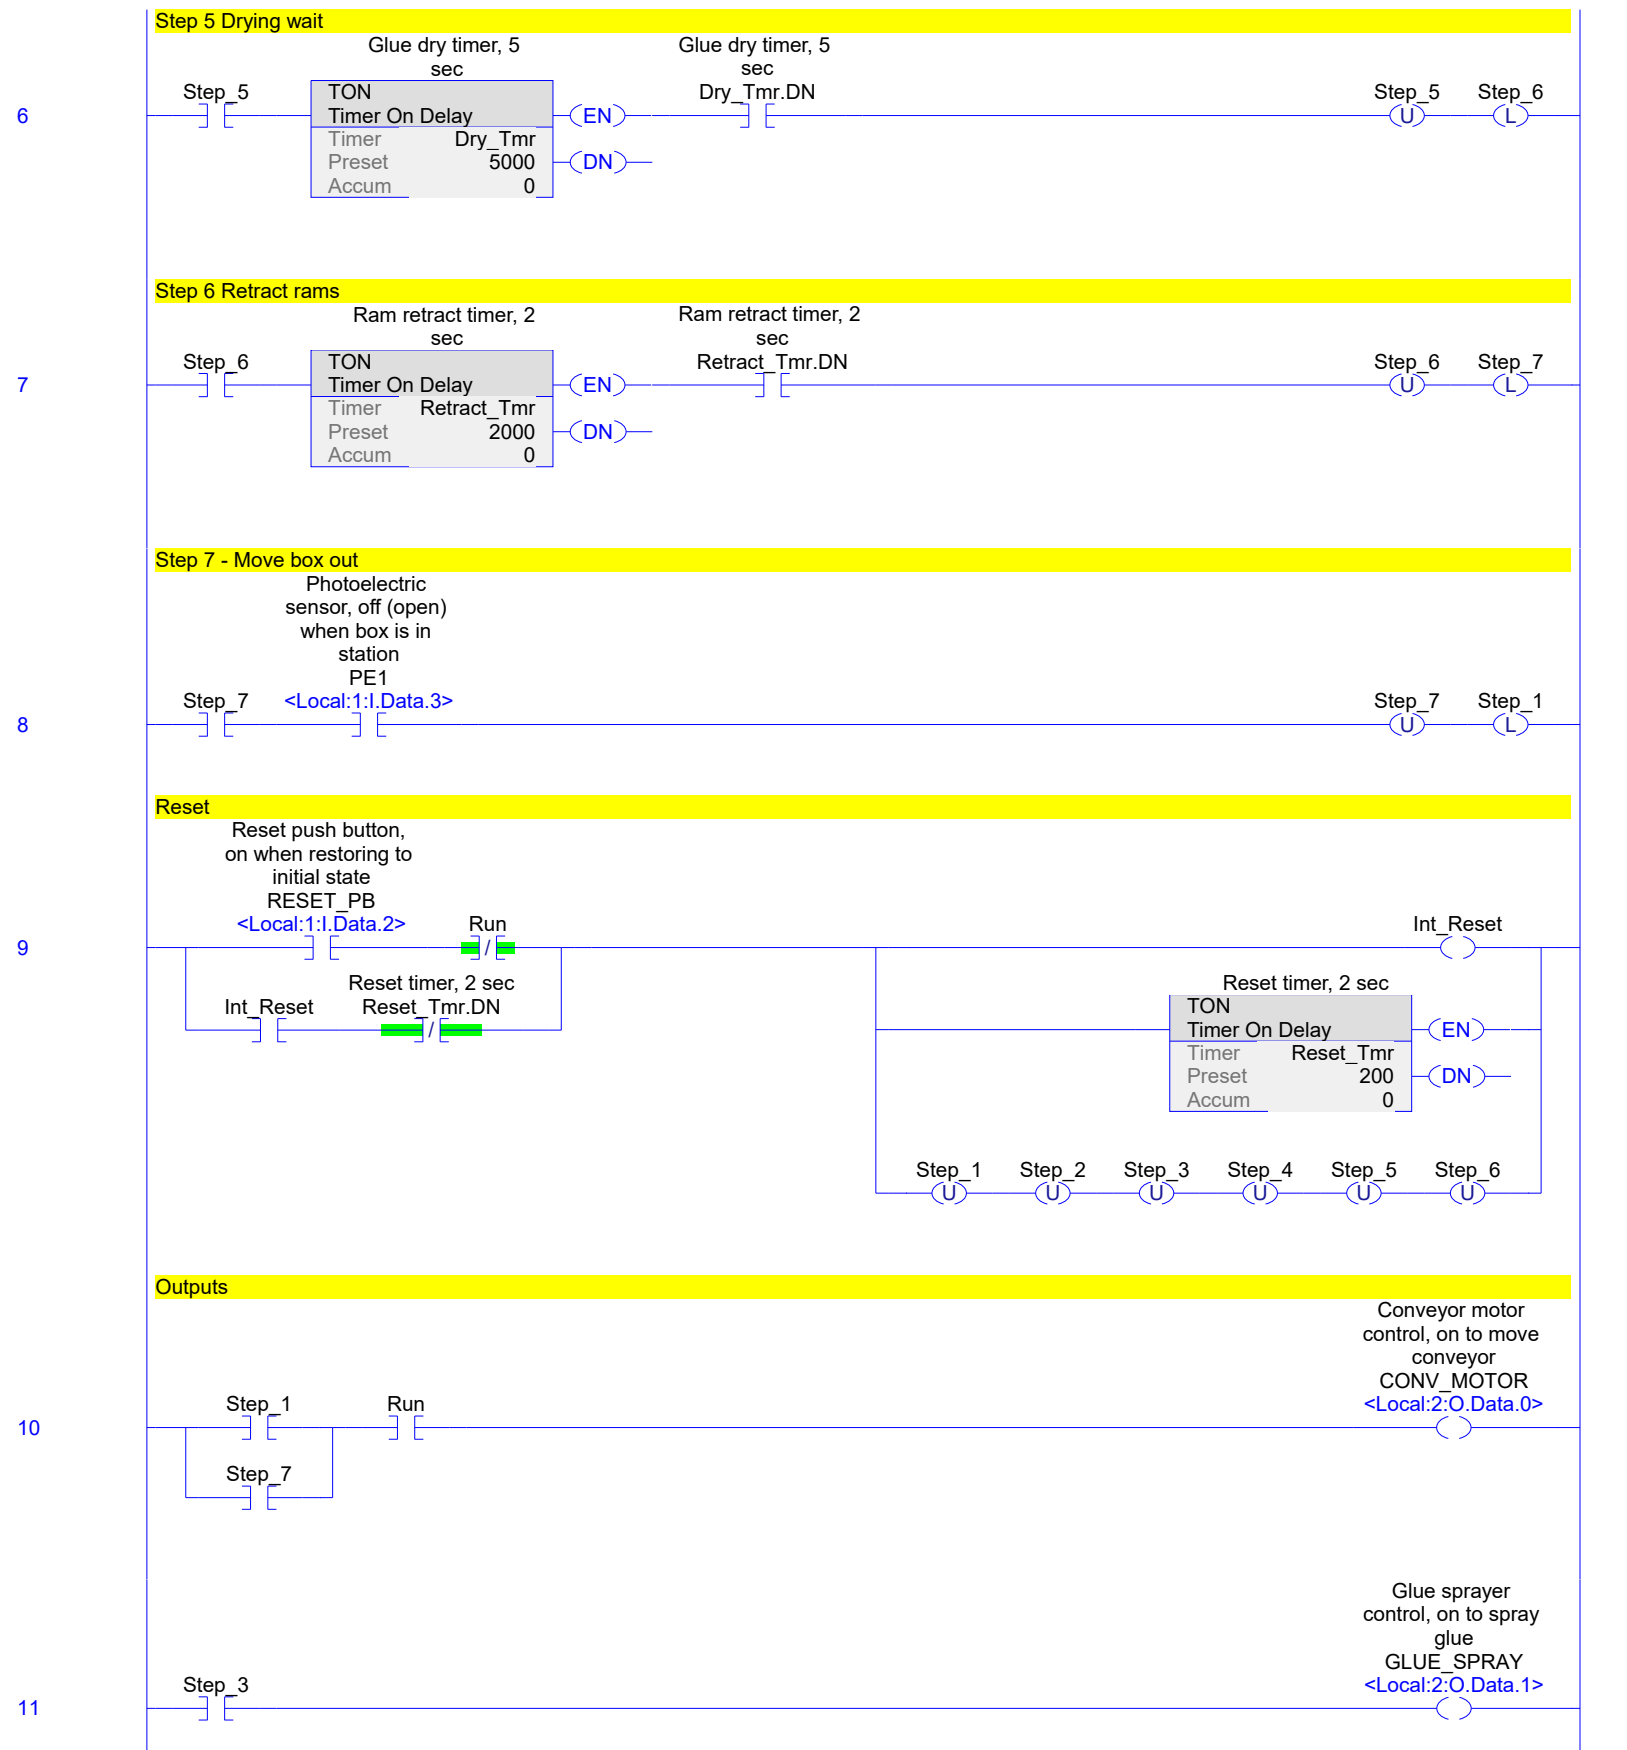 Step 5 Drying wait
Glue dry timer, 5
sec
Glue dry timer, 5
sec
Step_5
TON
Timer On Delay
Timer Dry_Tmr
Preset 5000
Accum 0
EN
DN
Dry_Tmr.DN
Step_5
U
Step_6
L
6
Step 6 Retract rams
Ram retract timer, 2
sec
Ram retract timer, 2
sec
Step_6
TON
Timer On Delay
Timer Retract_Tmr
Preset 2000
Accum 0
EN
DN
Retract_Tmr.DN
Step_6
U
Step_7
L
7
Step 7 - Move box out
Photoelectric
sensor, off (open)
when box is in
station
PE1
<Local:1:I.Data.3>
Step_7
Step_7
U
Step_1
L
8
Reset
Reset push button,
on when restoring to
initial state
RESET_PB
<Local:1:I.Data.2>
Run
/
Int_Reset
9
Int_Reset
Reset timer, 2 sec
Reset_Tmr.DN
/
Reset timer, 2 sec
TON
Timer On Delay
Timer Reset_Tmr
Preset 200
Accum 0
EN
DN
Step_1 Step_2 Step_3 Step_4 Step_5 Step_6
U U U U U U
Outputs
Conveyor motor
control, on to move
conveyor
CONV_MOTOR
<Local:2:O.Data.0>
Step_1
Run
10
Step_7
Glue sprayer
control, on to spray
glue
GLUE_SPRAY
<Local:2:O.Data.1>
Step_3
11